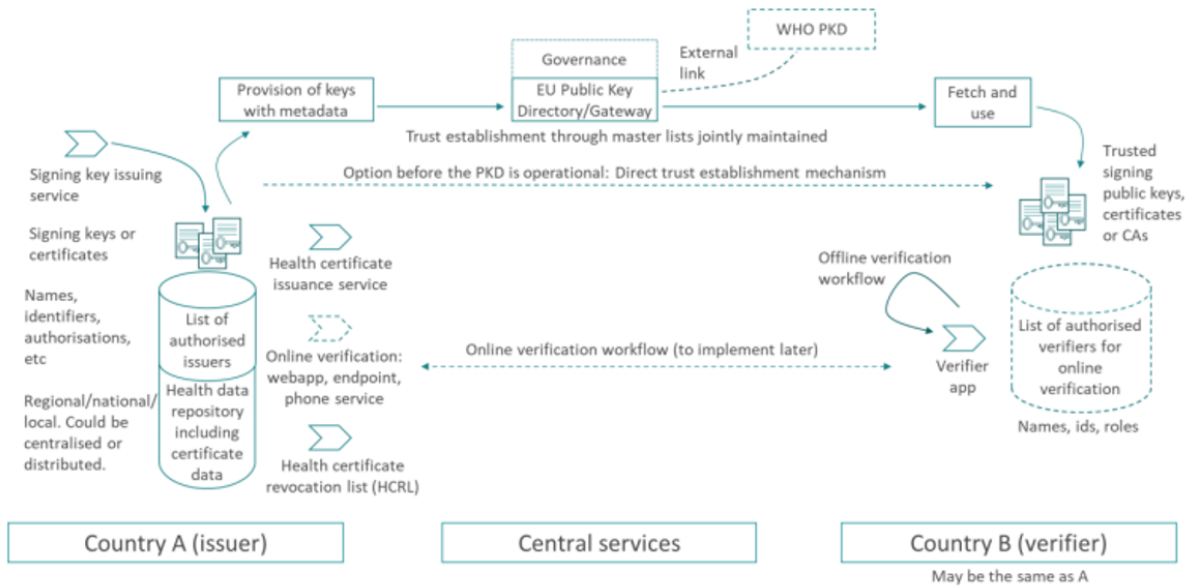 WHO PKD
Governance
External
link
EU Public Key
Directory/Gateway
Provision of keys
with metadata
Fetch and
use
Trust establishment through master lists jointly maintained
Signing key issuing
service
Option before the PKD is operational: Direct trust establishment mechanism
Trusted
signing
public keys,
certificates
or CAs
Signing keys or
certificates
Health certificate
issuance service
Offline verification
workflow
Names,
identifiers,
authorisations,
etc
List of
authorised
issuers
Online verification:
webapp, endpoint,
phone service
Online verification workflow (to implement later)
Verifier
app
List of authorised
verifiers for
online
verification
Names, ids, roles
Regional/national/
local. Could be
centralised or
distributed.
Health data
repository
including
certificate
data
Health certificate
revocation list (HCRL)
Country A (issuer)
Central services
Country B (verifier)
May be the same as A